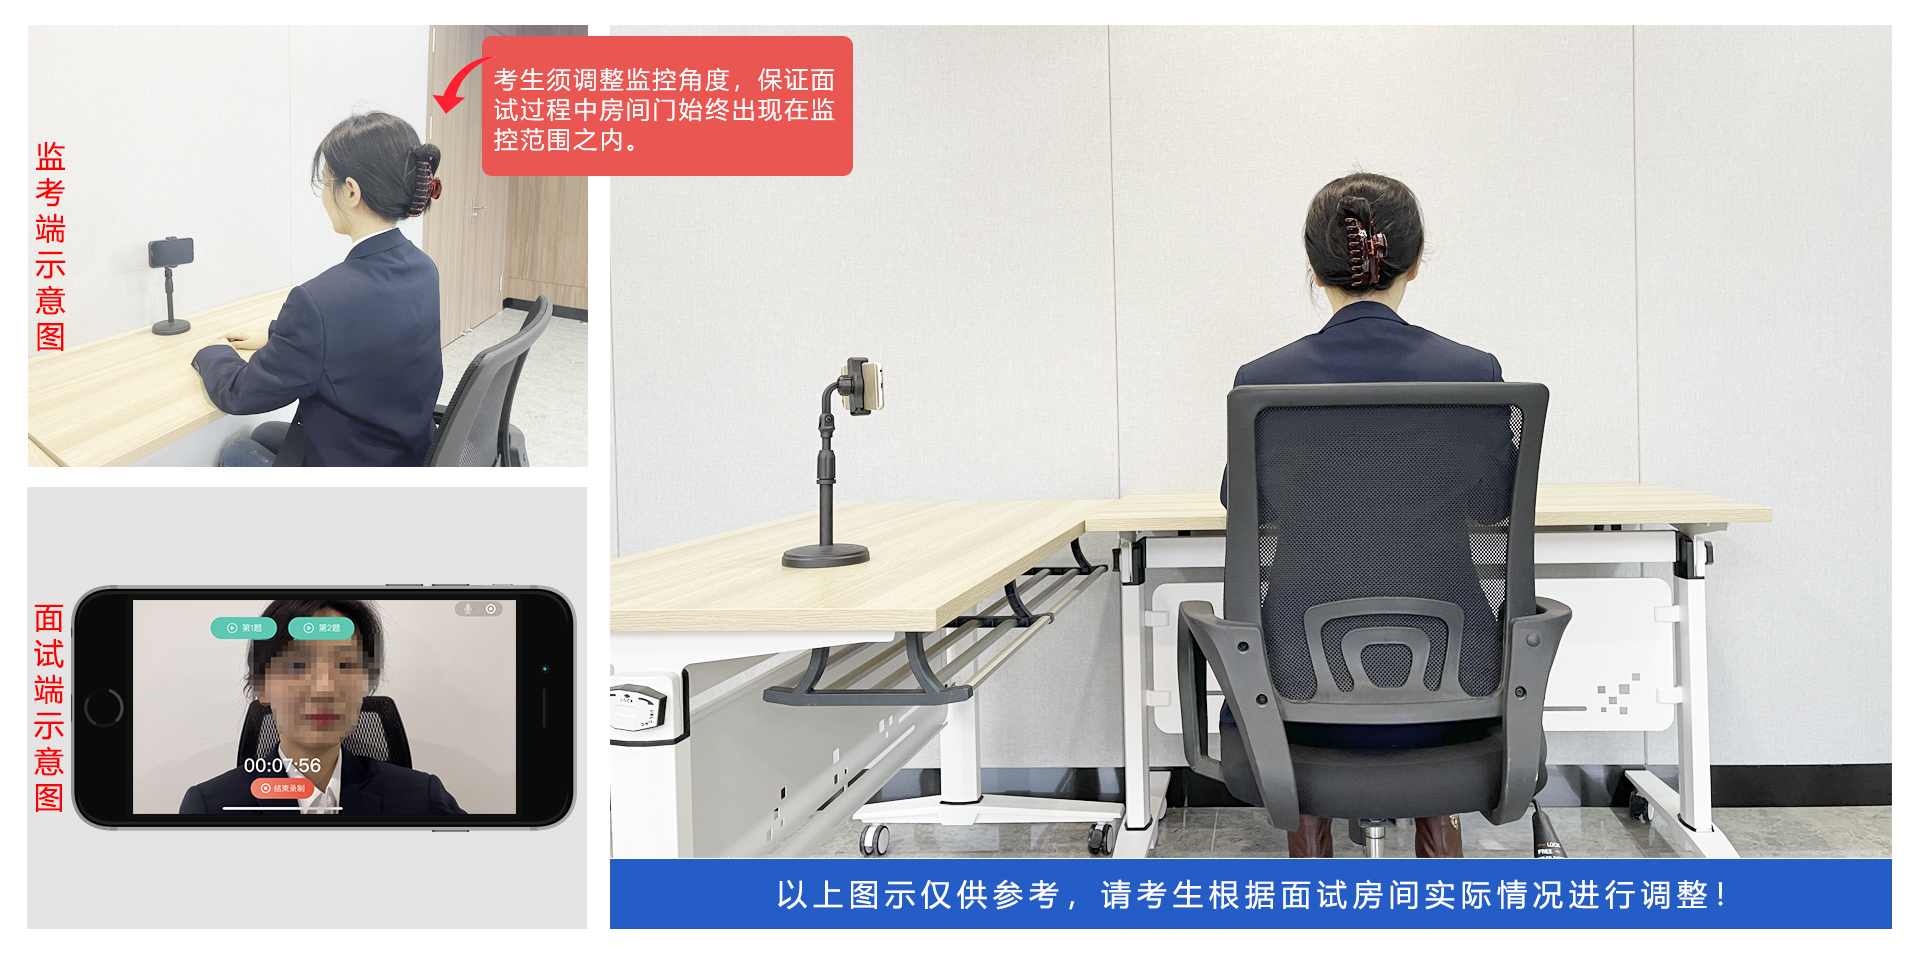 考生须调整监控角度，保证面
试过程中房间门始终出现在监
控范围之内。
监考端示意图
面试端示意图
第1题
第2题
00:07:56
结束录制
以上图示仅供参考，请考生根据面试房间实际情况进行调整！
LOCK
FREE